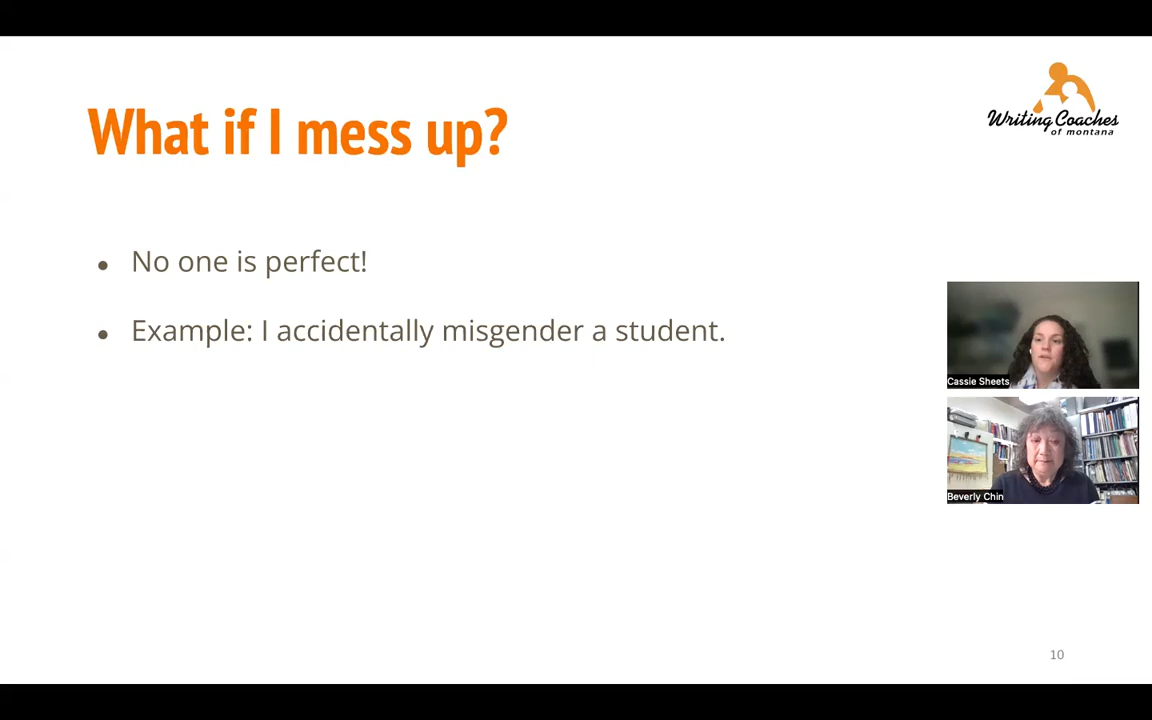 What if I mess up?
Writing Coaches
of montana
● No one is perfect!
● Example: I accidentally misgender a student.
Cassie Sheets
Beverly Chin
10